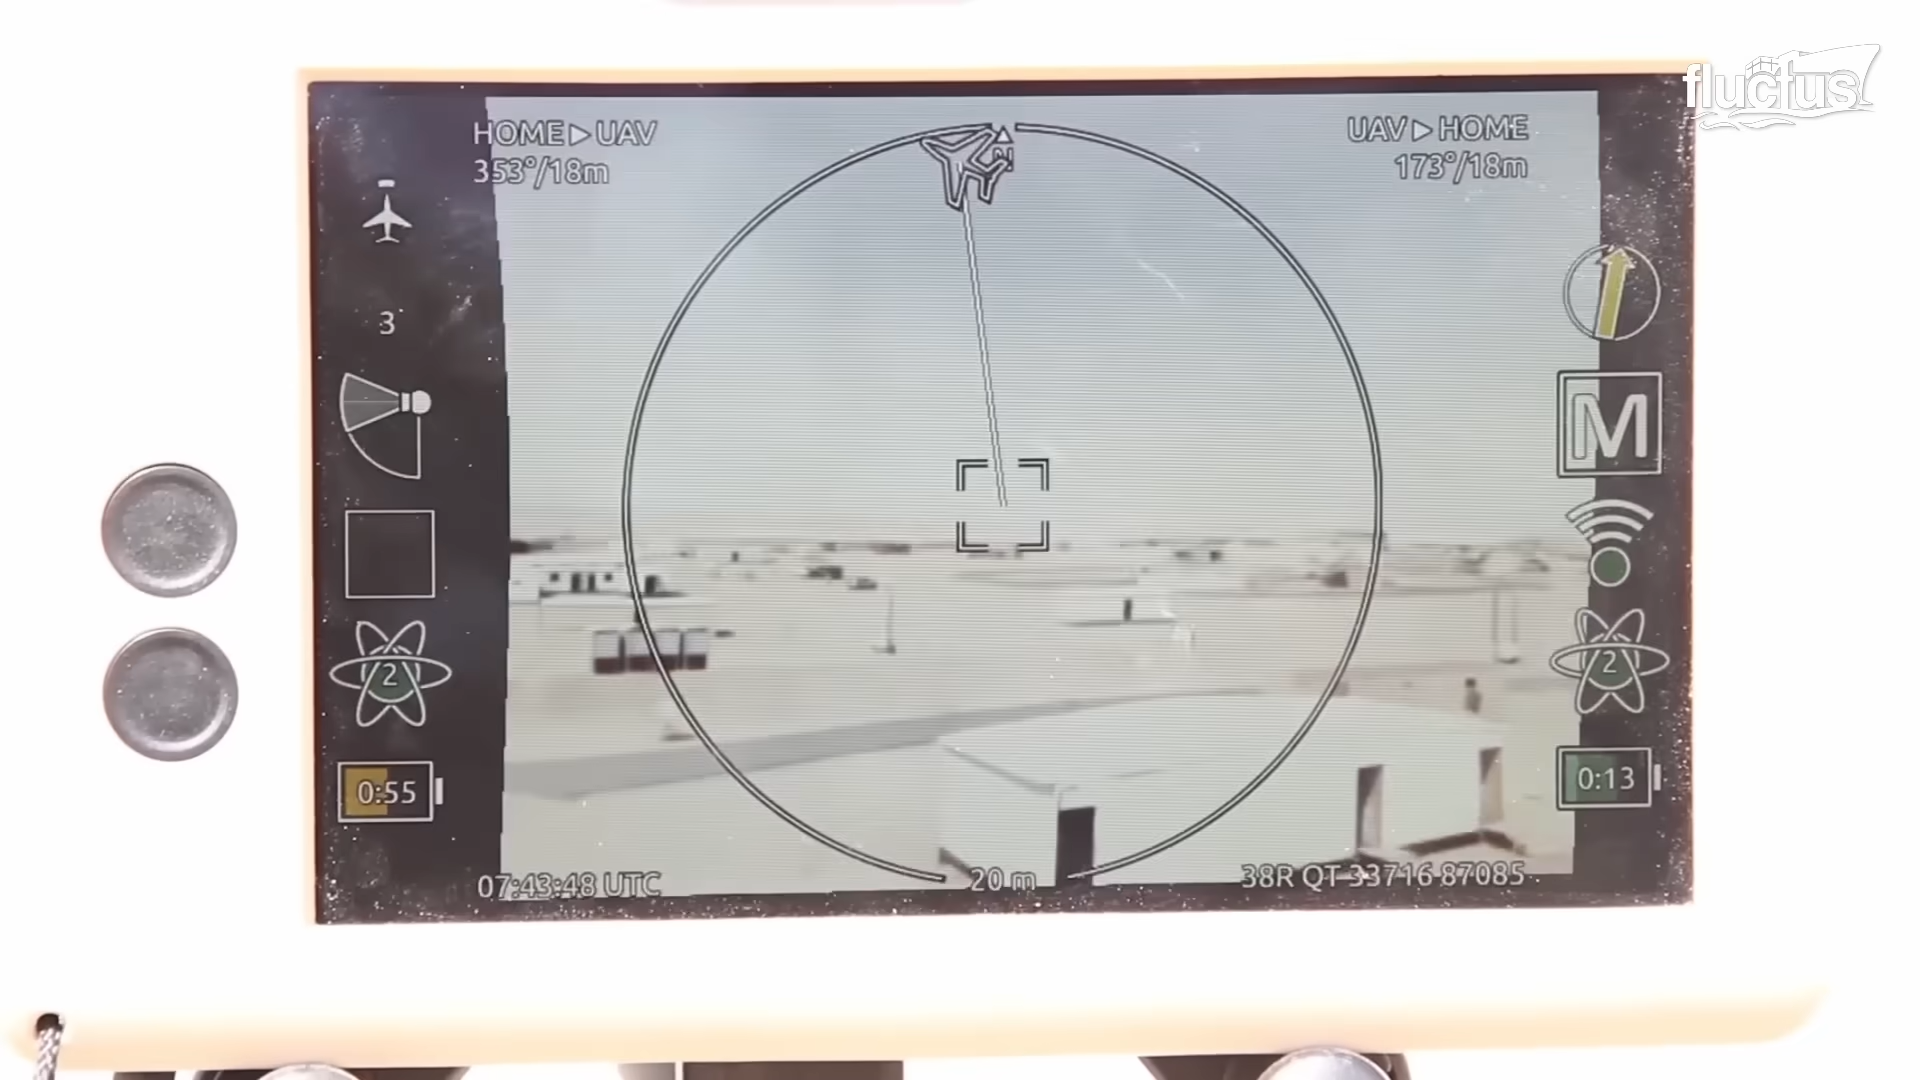 fluctus
HOME▷UAV
353°/18m
UAV▷HOME
173°/18m
N
3
M
2
2
0:55
0:13
07:43:48 UTC
20 m
38R QT 33716 87085